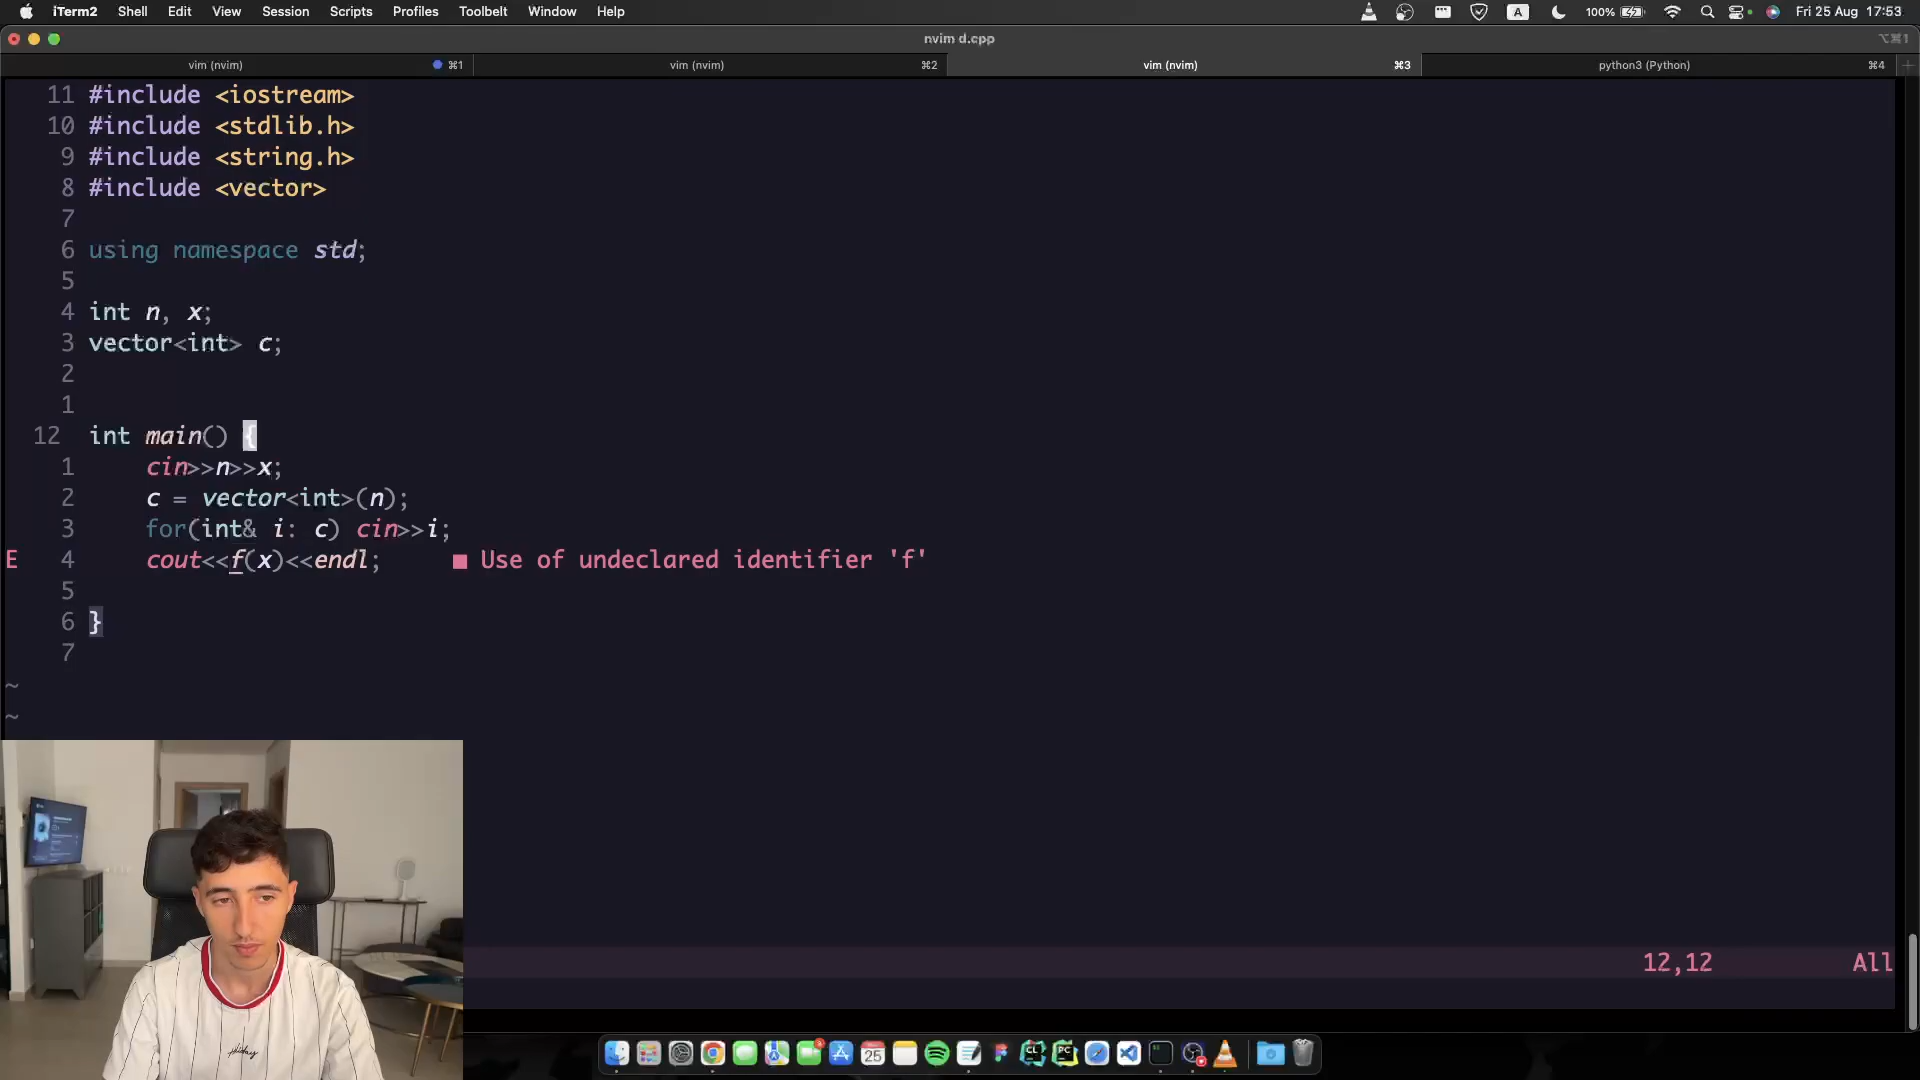 iTerm2 Shell Edit View Session Scripts Profiles Toolbelt Window Help A 100% Fri 25 Aug 17:53
nvim d.cpp ⌥⌘1
vim (nvim) ⌘1 vim (nvim) ⌘2 vim (nvim) ⌘3 python3 (Python) ⌘4
11 #include <iostream>
10 #include <stdlib.h>
9 #include <string.h>
8 #include <vector>
7
6 using namespace std;
5
4 int n, x;
3 vector<int> c;
2
1
12 int main() {
1 cin>>n>>x;
2 c = vector<int>(n);
3 for(int& i: c) cin>>i;
E 4 cout<<f(x)<<endl; ■ Use of undeclared identifier 'f'
5
6 }
7
~
~
12,12 All
25
CL
PC